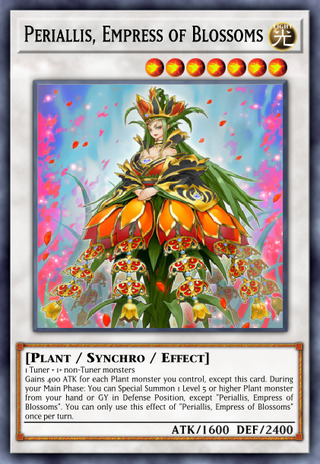 Periallis, Empress of Blossoms
LIGHT
光
[Plant / Synchro / Effect]
1 Tuner + 1+ non-Tuner monsters
Gains 400 ATK for each Plant monster you control, except this card. During
your Main Phase: You can Special Summon 1 Level 5 or higher Plant monster
from your hand or GY in Defense Position, except "Periallis, Empress of
Blossoms". You can only use this effect of "Periallis, Empress of Blossoms"
once per turn.
ATK/1600 DEF/2400